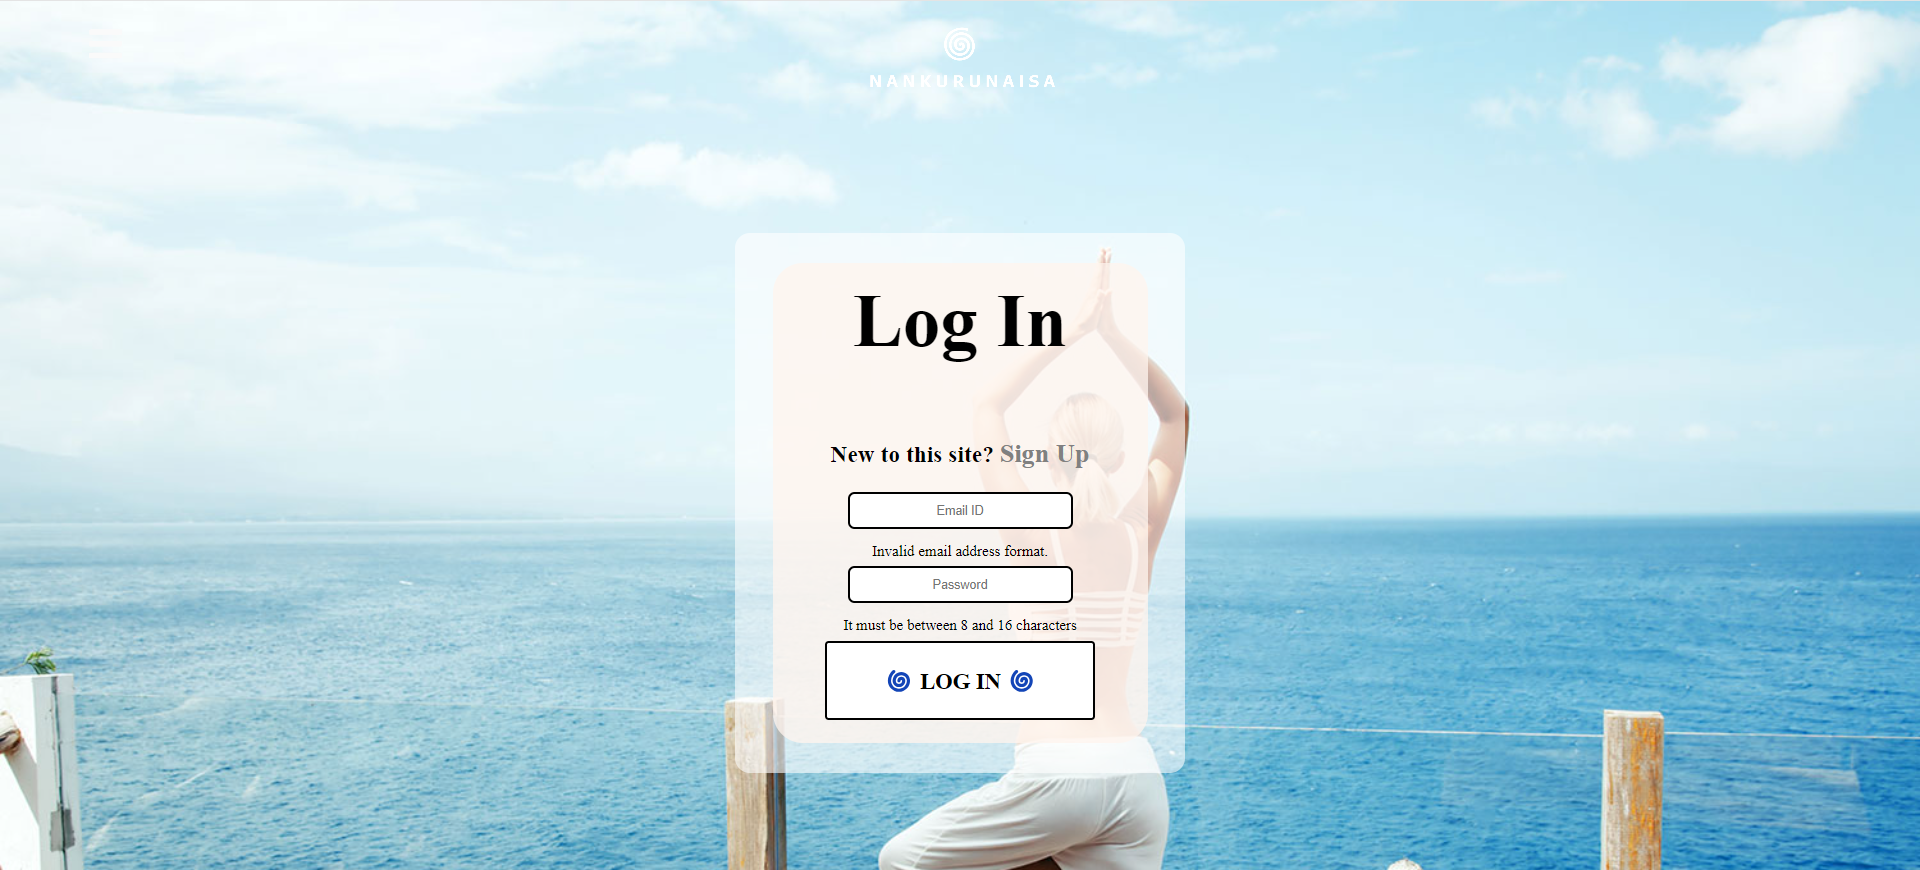 NANKURUNAISA
Log In
New to this site? Sign Up
Email ID
Invalid email address format.
Password
It must be between 8 and 16 characters
LOG IN